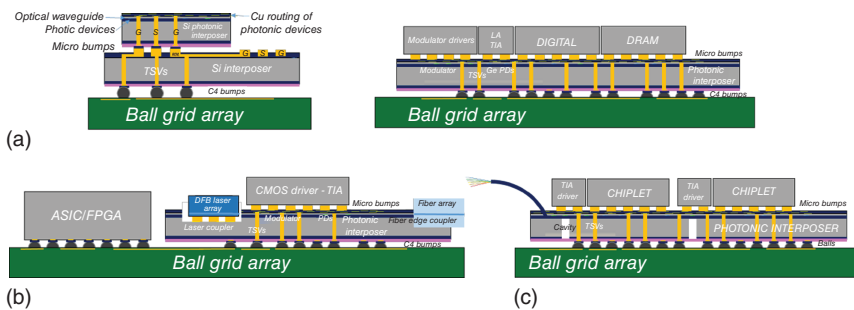 Optical waveguide
Photic devices
Micro bumps
Cu routing of
photonic devices
Si photonic
interposer
G S G
G S G
TSVs
Si interposer
C4 bumps
Ball grid array
(a)
Modulator drivers
LA
TIA
DIGITAL
DRAM
Micro bumps
Modulator
TSVs
Ge PDs
Photonic
interposer
C4 bumps
Ball grid array
ASIC/FPGA
DFB laser
array
Laser coupler
CMOS driver - TIA
Micro bumps
Fiber array
Fiber edge coupler
TSVs
Modulator
PDs
Photonic
interposer
C4 bumps
Ball grid array
(b)
TIA
driver
CHIPLET
TIA
driver
CHIPLET
Micro bumps
Cavity
TSVs
PHOTONIC INTERPOSER
Balls
Ball grid array
(c)